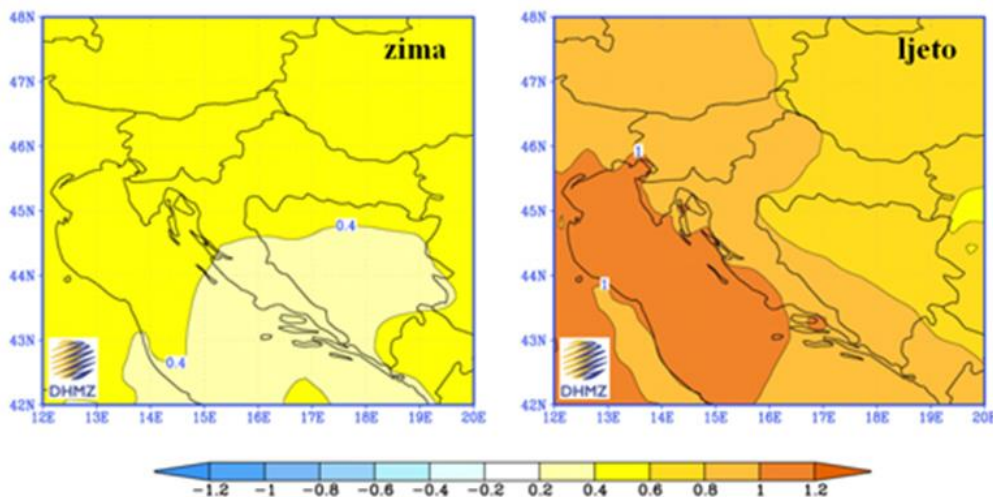 zima
48N
47N
46N
45N
44N
43N
42N
0.4
0.4
DHMZ
12E 13E 14E 15E 16E 17E 18E 19E 20E
ljeto
48N
47N
46N
45N
44N
43N
42N
1
1
DHMZ
12E 13E 14E 15E 16E 17E 18E 19E 20E
-1.2 -1 -0.8 -0.6 -0.4 -0.2 0.2 0.4 0.6 0.8 1 1.2